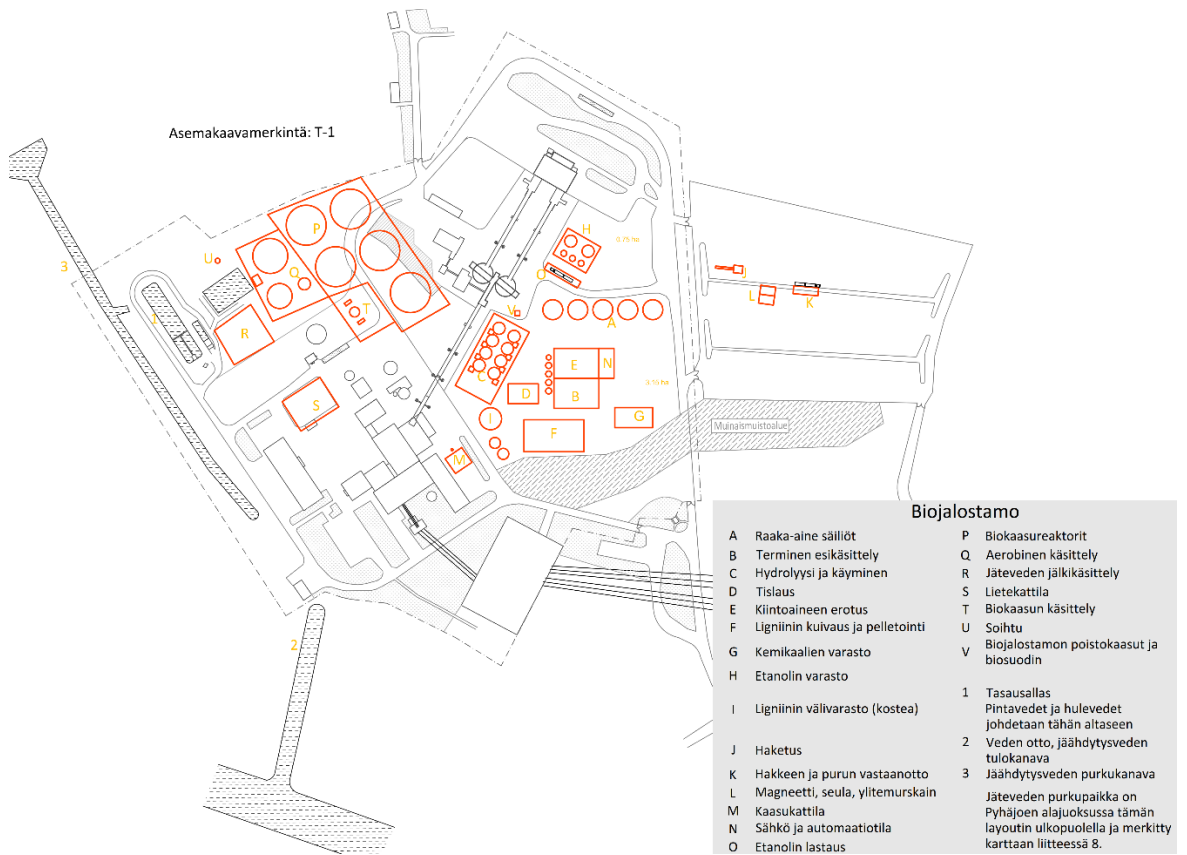 Asemakaavamerkintä: T-1
3
U
Q
P
T
R
1
S
H
0.75 ha
O
V
A
C
E
N
D
B
3.15 ha
I
F
G
M
J
L
K
Muinaismuistoalue
2
Biojalostamo
A Raaka-aine säiliöt
B Terminen esikäsittely
C Hydrolyysi ja käyminen
D Tislaus
E Kiintoaineen erotus
F Ligniinin kuivaus ja pelletointi
G Kemikaalien varasto
H Etanolin varasto
I Ligniinin välivarasto (kostea)
J Haketus
K Hakkeen ja purun vastaanotto
L Magneetti, seula, ylitemurskain
M Kaasukattila
N Sähkö ja automaatiotila
O Etanolin lastaus
P Biokaasureaktorit
Q Aerobinen käsittely
R Jäteveden jälkikäsittely
S Lietekattila
T Biokaasun käsittely
U Soihtu
V Biojalostamon poistokaasut ja
biosuodin
1 Tasausallas
Pintavedet ja hulevedet
johdetaan tähän altaseen
2 Veden otto, jäähdytysveden
tulokanava
3 Jäähdytysveden purkukanava
Jäteveden purkupaikka on
Pyhäjoen alajuoksussa tämän
layoutin ulkopuolella ja merkitty
karttaan liitteessä 8.